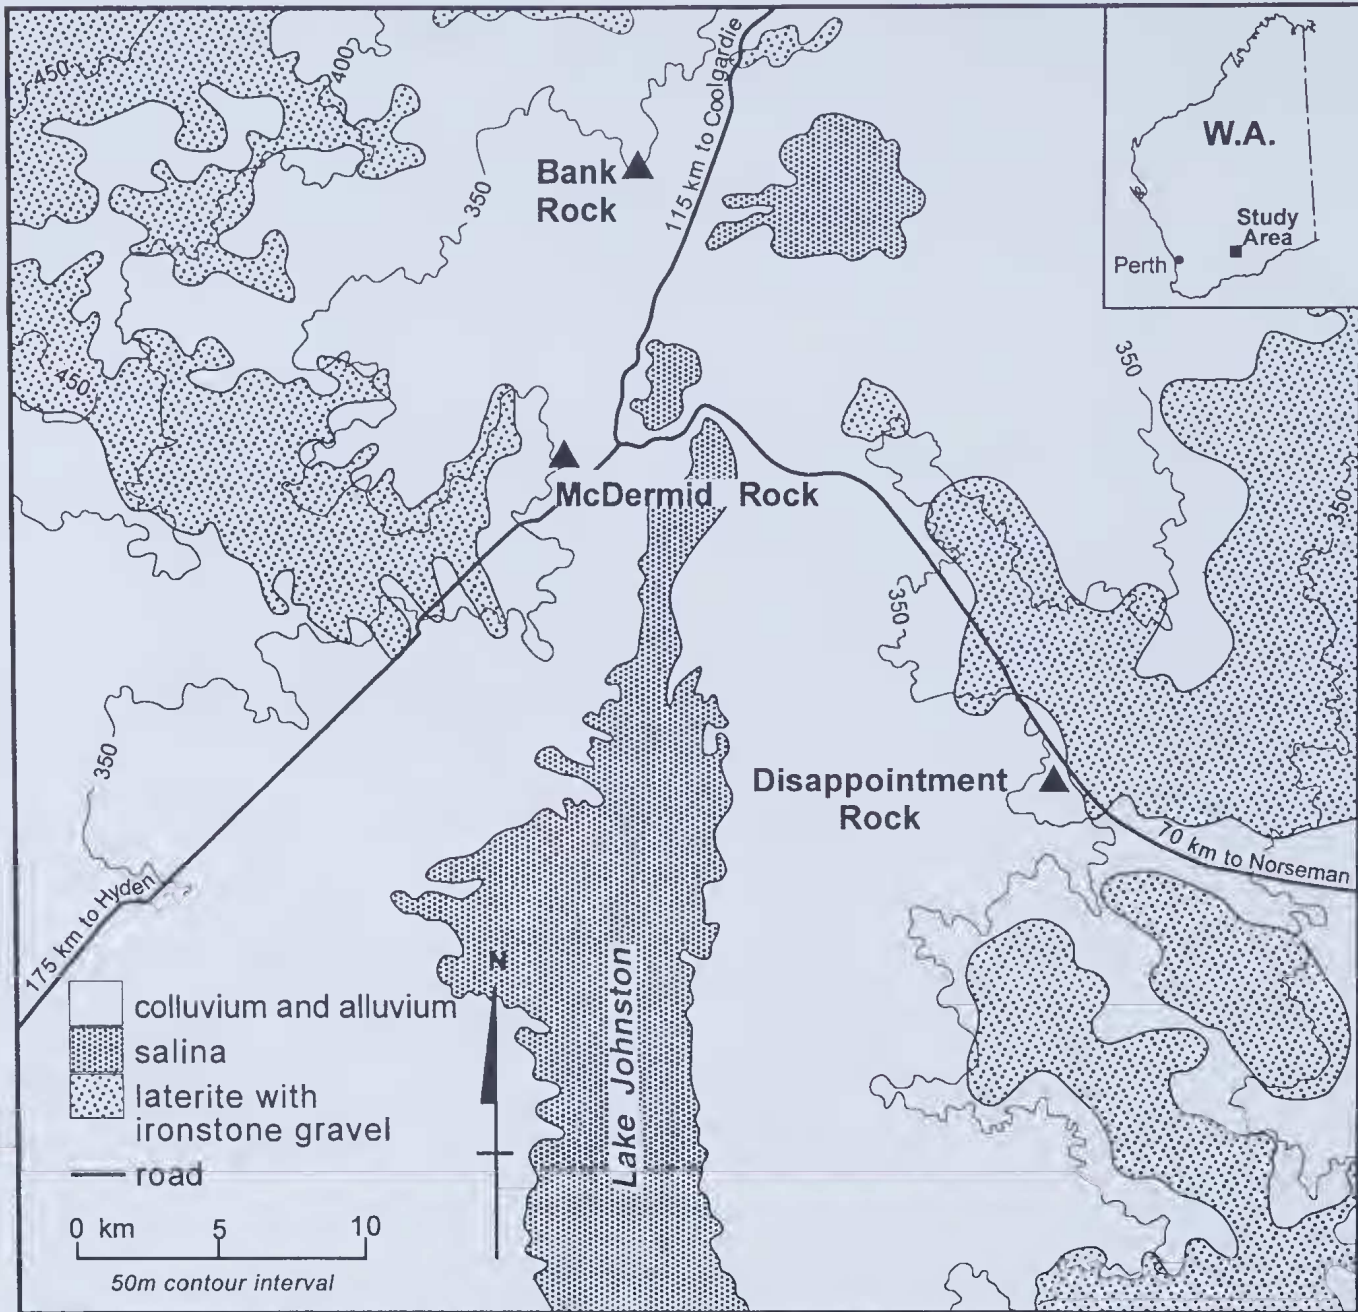 450
400
115 km to Coolgardie
350
Bank
Rock
W.A.
Study
Area
Perth
450
350
350
McDermid Rock
350
350
Disappointment
Rock
70 km to Norseman
175 km to Hyden
N
Lake Johnston
colluvium and alluvium
salina
laterite with
ironstone gravel
road
0 km 5 10
50m contour interval